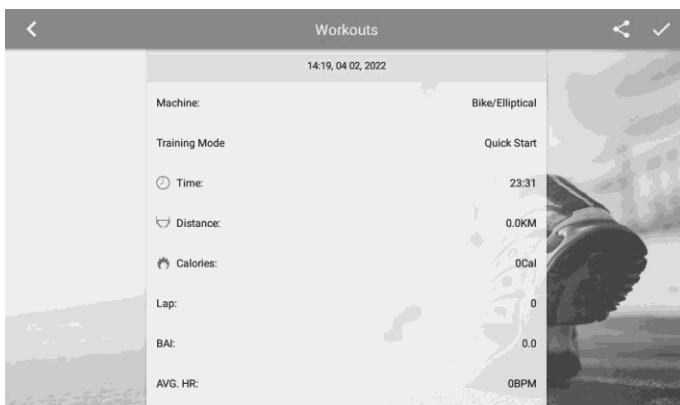 Workouts
14:19, 04 02, 2022
Machine: Bike/Elliptical
Training Mode Quick Start
Time: 23:31
Distance: 0.0KM
Calories: 0Cal
Lap: 0
BAI: 0.0
AVG. HR: 0BPM